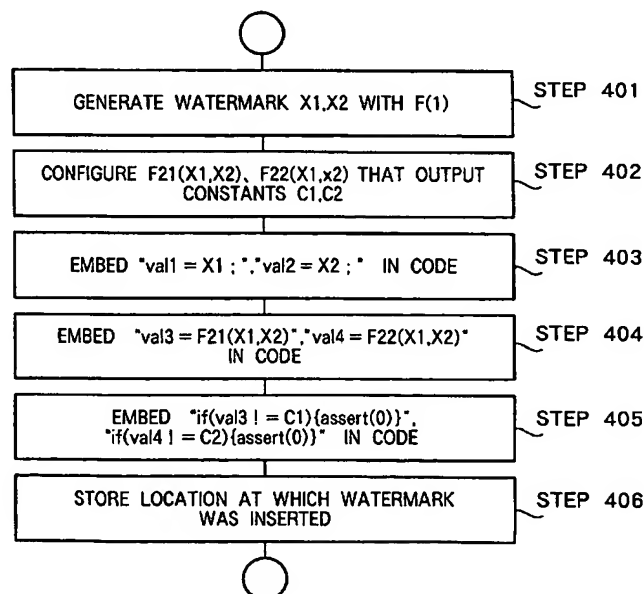 GENERATE WATERMARK X1,X2 WITH F(1)
STEP 401
CONFIGURE F21(X1,X2)、F22(X1,x2) THAT OUTPUT
CONSTANTS C1,C2
STEP 402
EMBED "val1 = X1 ; ","val2 = X2 ; " IN CODE
STEP 403
EMBED "val3 = F21(X1,X2)","val4 = F22(X1,X2)"
IN CODE
STEP 404
EMBED "if(val3 ! = C1){assert(0)}",
"if(val4 ! = C2){assert(0)}" IN CODE
STEP 405
STORE LOCATION AT WHICH WATERMARK
WAS INSERTED
STEP 406